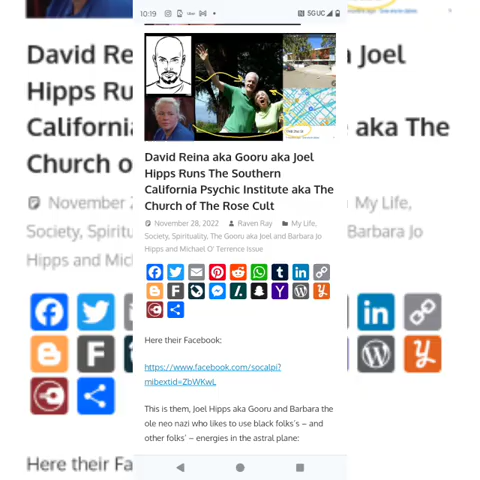 10:19
5G UC
David Reina aka Gooru aka Joel
Hipps Runs The Southern
California Psychic Institute aka The
Church of The Rose Cult
November 28, 2022 Raven Ray My Life,
Society, Spirituality, The Gooru aka Joel and Barbara Jo
Hipps and Michael O' Terrence Issue
Here their Facebook:
https://www.facebook.com/socalpi?
mibextid=ZbWKwL
This is them, Joel Hipps aka Gooru and Barbara the
ole neo nazi who likes to use black folks's – and
other folks' – energies in the astral plane:
David Re
Hipps Ru
Californi
Church o
November
Society, Spiritu
Hipps and Mic
Here their Fa
Joel
aka The
My Life,
Barbara Jo